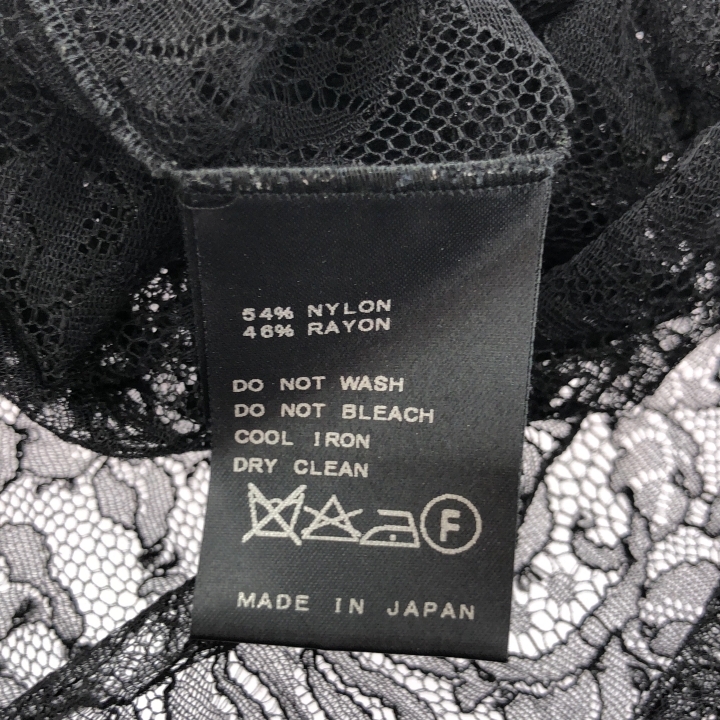 54% NYLON
46% RAYON
DO NOT WASH
DO NOT BLEACH
COOL IRON
DRY CLEAN
F
MADE IN JAPAN